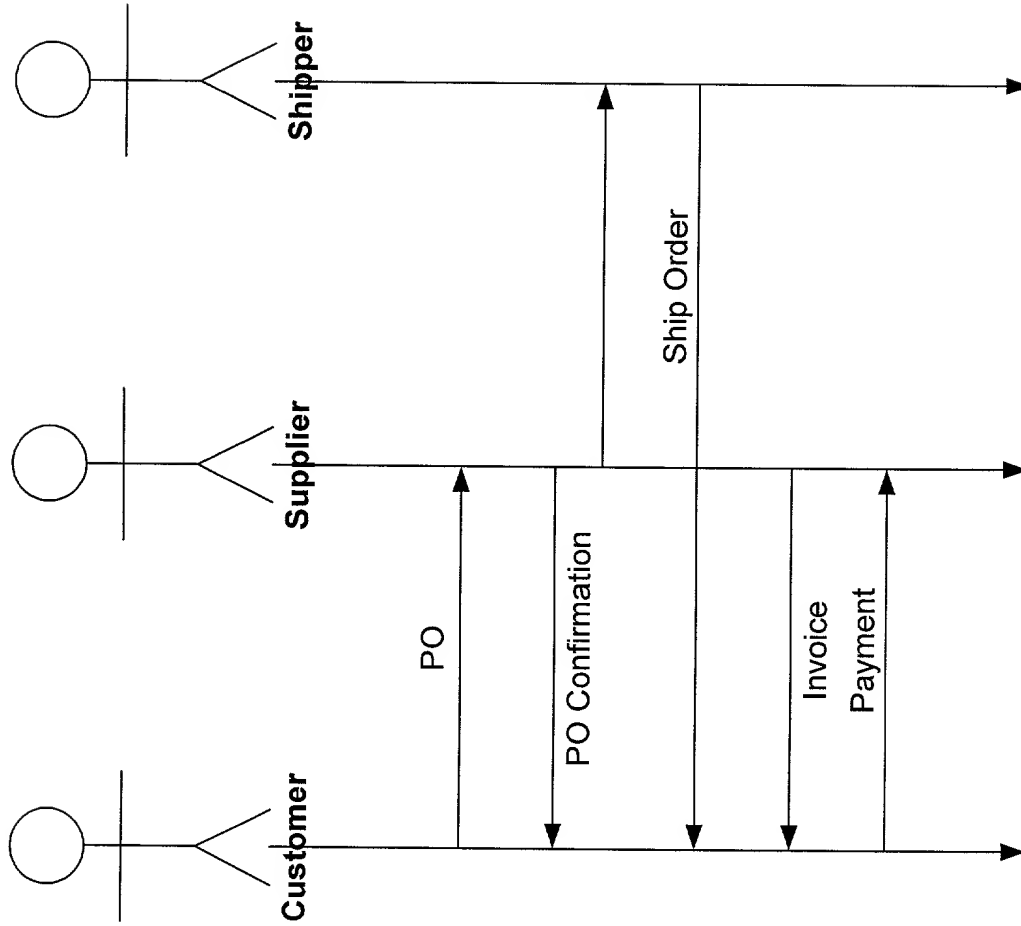 Customer
Supplier
Shipper
PO
PO Confirmation
Ship Order
Invoice
Payment